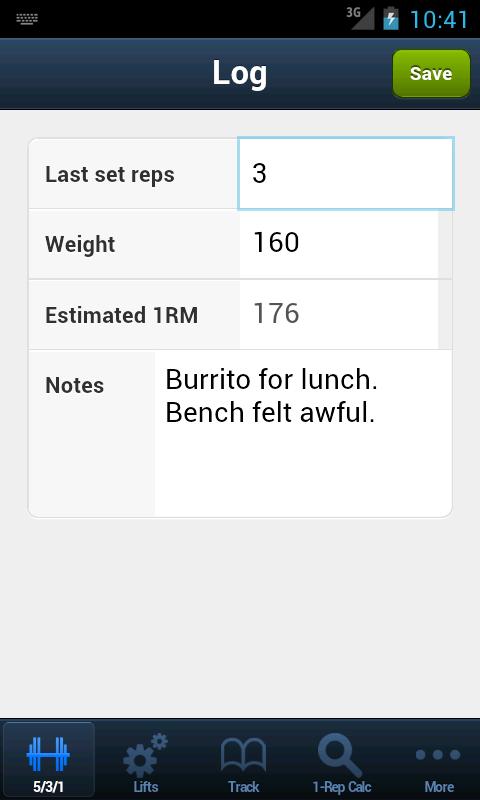 3G 10:41
Log
Save
Last set reps 3
Weight 160
Estimated 1RM 176
Notes Burrito for lunch.
Bench felt awful.
5/3/1 Lifts Track 1-Rep Calc More